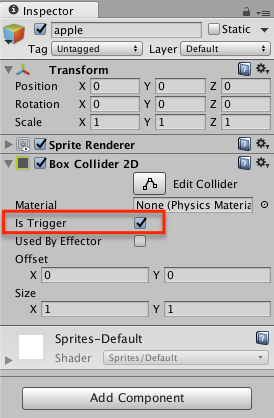 Inspector
apple Static
Tag Untagged Layer Default
Transform
Position X 0 Y 0 Z 0
Rotation X 0 Y 0 Z 0
Scale X 1 Y 1 Z 1
Sprite Renderer
Box Collider 2D
Edit Collider
Material None (Physics Materia
Is Trigger
Used By Effector
Offset
X 0 Y 0
Size
X 1 Y 1
Sprites-Default
Shader Sprites/Default
Add Component